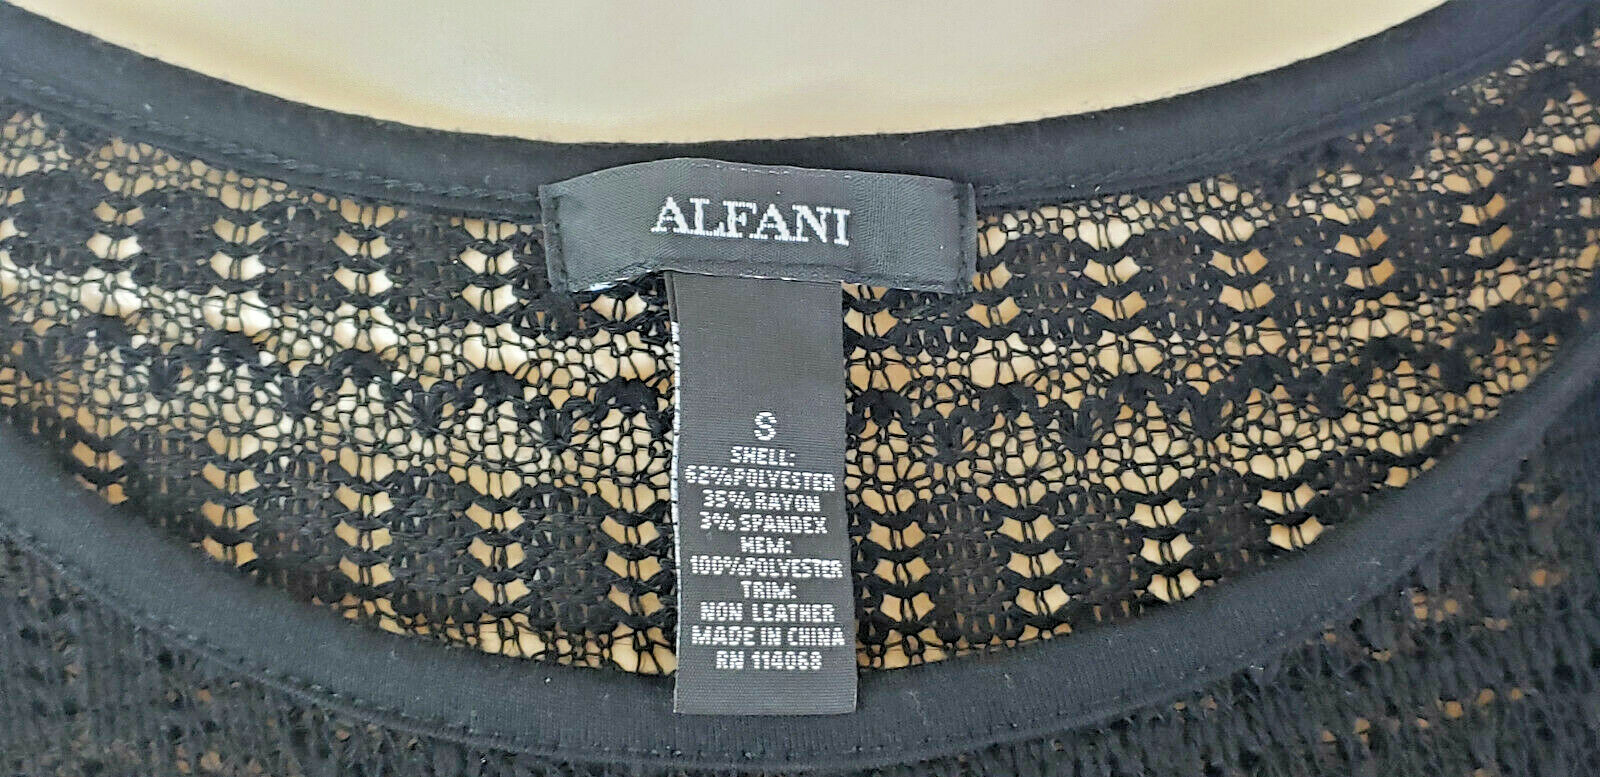 ALFANI
S
SHELL:
62% POLYESTER
35% RAYON
3% SPANDEX
HEM:
100% POLYESTER
TRIM:
NON LEATHER
MADE IN CHINA
RN 114068